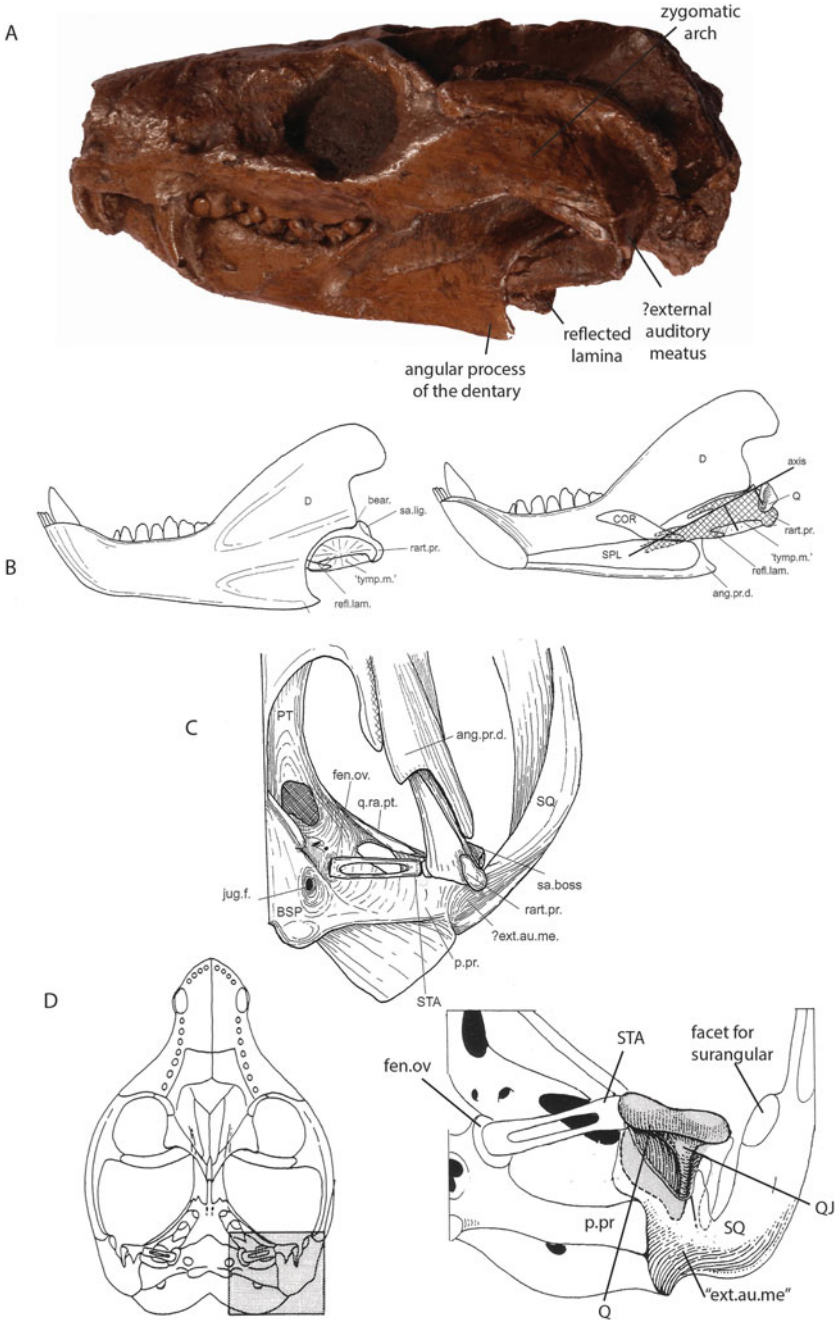 A
zygomatic
arch
?external
auditory
meatus
reflected
lamina
angular process
of the dentary
B
D
bear.
sa.lig.
rart.pr.
'tymp.m.'
refl.lam.
D
axis
Q
COR
rart.pr.
SPL
'tymp.m.'
refl.lam.
ang.pr.d.
C
PT
ang.pr.d.
fen.ov.
q.ra.pt.
SQ
jug.f.
sa.boss
BSP
rart.pr.
?ext.au.me.
p.pr.
STA
D
fen.ov
STA
facet for
surangular
QJ
p.pr
SQ
"ext.au.me"
Q